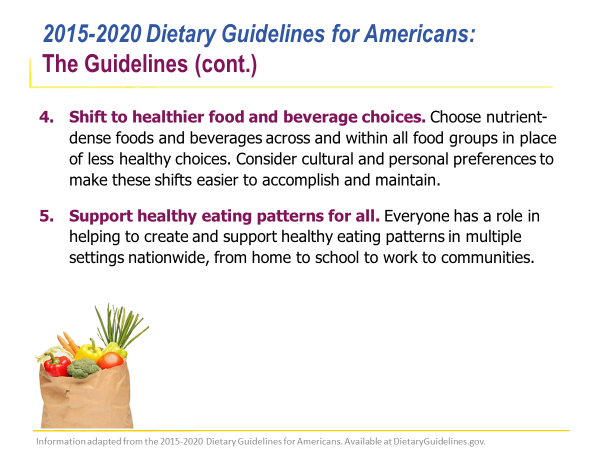 2015-2020 Dietary Guidelines for Americans:
The Guidelines (cont.)
4. Shift to healthier food and beverage choices. Choose nutrient-
dense foods and beverages across and within all food groups in place
of less healthy choices. Consider cultural and personal preferences to
make these shifts easier to accomplish and maintain.
5. Support healthy eating patterns for all. Everyone has a role in
helping to create and support healthy eating patterns in multiple
settings nationwide, from home to school to work to communities.
Information adapted from the 2015-2020 Dietary Guidelines for Americans. Available at DietaryGuidelines.gov.